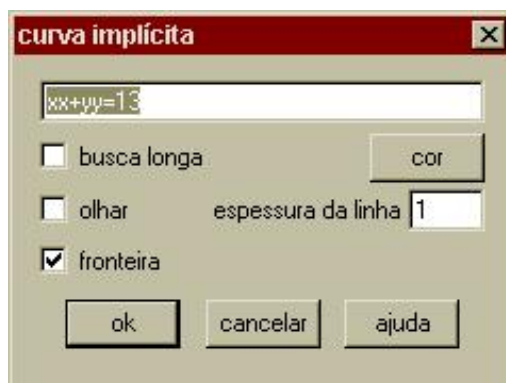 curva implícita
xx+yy=13
busca longa
cor
olhar
espessura da linha 1
fronteira
ok cancelar ajuda